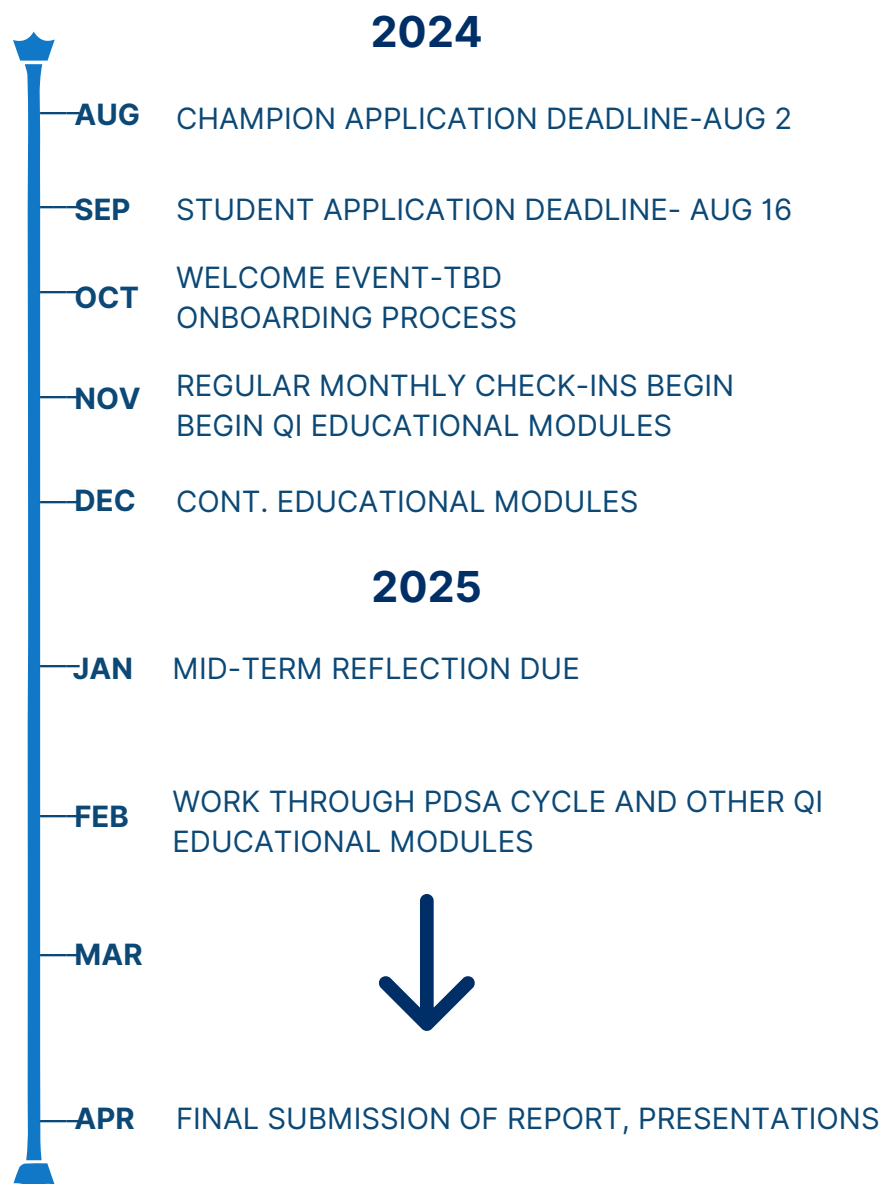 2024
AUG CHAMPION APPLICATION DEADLINE-AUG 2
SEP STUDENT APPLICATION DEADLINE- AUG 16
OCT WELCOME EVENT-TBD
ONBOARDING PROCESS
NOV REGULAR MONTHLY CHECK-INS BEGIN
BEGIN QI EDUCATIONAL MODULES
DEC CONT. EDUCATIONAL MODULES
2025
JAN MID-TERM REFLECTION DUE
FEB WORK THROUGH PDSA CYCLE AND OTHER QI
EDUCATIONAL MODULES
MAR
APR FINAL SUBMISSION OF REPORT, PRESENTATIONS